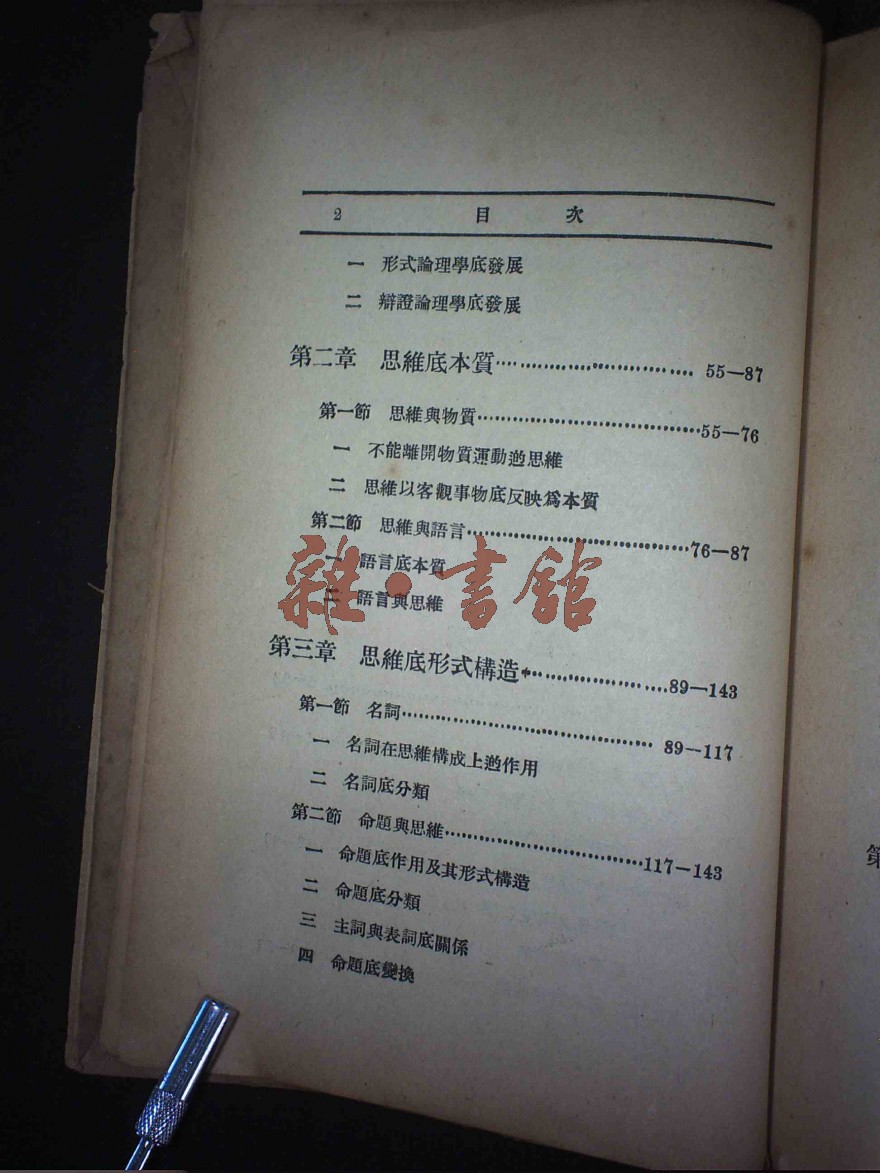 2 目 次
一 形式論理學底發展
二 辯證論理學底發展
第二章 思維底本質……………………… 55—87
第一節 思維與物質………………………55—76
一 不能離開物質運動的思維
二 思維以客觀事物底反映爲本質
第二節 思維與語言………………………76—87
一 語言底本質
二 語言與思維
雜·書館
第三章 思維底形式構造………………89—143
第一節 名詞……………………… 89—117
一 名詞在思維構成上的作用
二 名詞底分類
第二節 命題與思維……………………117—143
一 命題底作用及其形式構造
二 命題底分類
三 主詞與表詞底關係
四 命題底變換
第